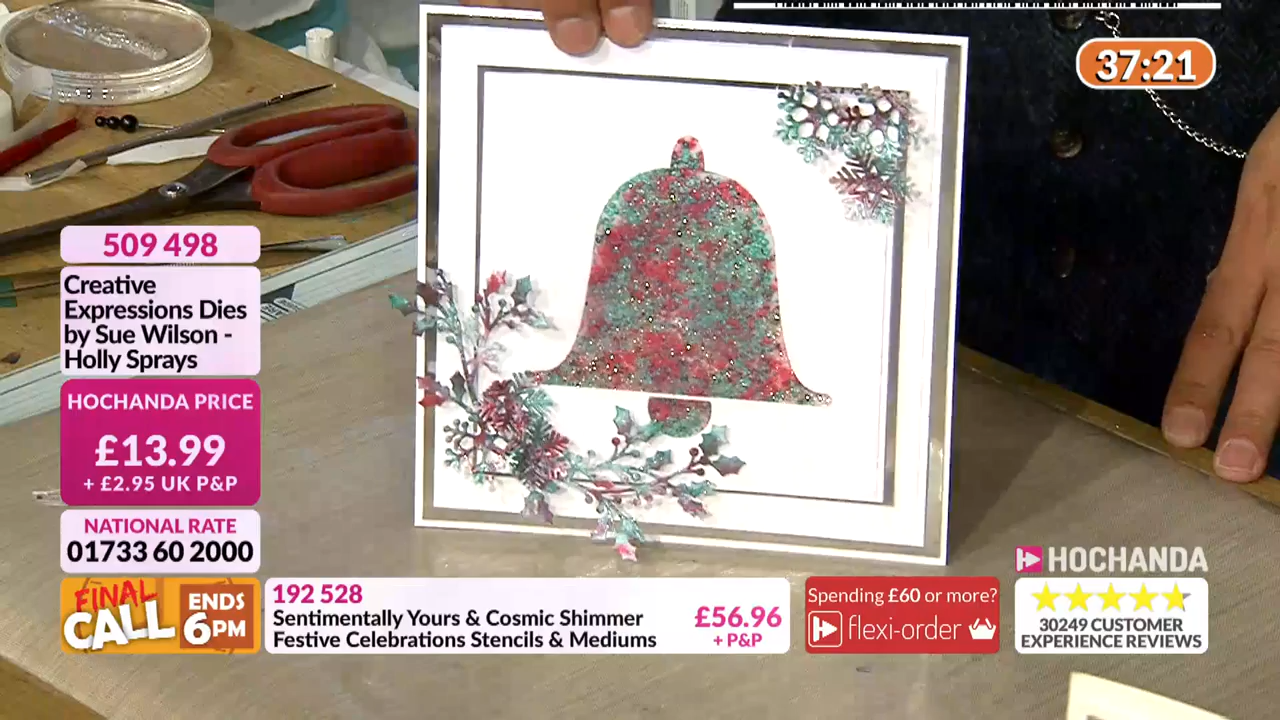 37:21
509 498
Creative
Expressions Dies
by Sue Wilson -
Holly Sprays
HOCHANDA PRICE
£13.99
+ £2.95 UK P&P
NATIONAL RATE
01733 60 2000
FINAL
CALL
ENDS
6PM
192 528
Sentimentally Yours & Cosmic Shimmer
Festive Celebrations Stencils & Mediums
£56.96
+ P&P
Spending £60 or more?
flexi-order
HOCHANDA
30249 CUSTOMER
EXPERIENCE REVIEWS